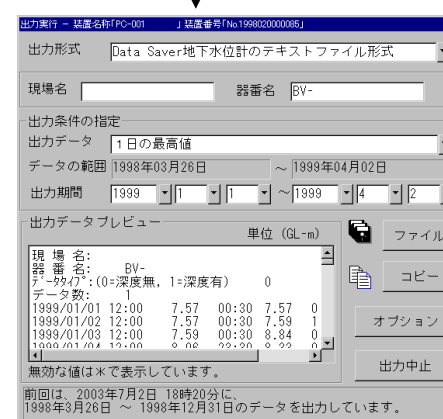 出力実行 - 装置名称「PC-001 」装置番号「No.1998020000085」
出力形式 Data Saver地下水位計のテキストファイル形式
現場名 器番名 BV-
出力条件の指定
出力データ 1日の最高値
データの範囲 1998年03月26日 ～ 1999年04月02日
出力期間 1999 1 1 ～ 1999 4 2
出力データプレビュー 単位 (GL-m)
現 場 名:
器 番 名: BV-
ﾃﾞｰﾀﾀｲﾌﾟ:(0=深度無, 1=深度有) 0
データ数: 1
1999/01/01 12:00 7.57 00:30 7.57 0
1999/01/02 12:00 7.57 00:30 7.59 1
1999/01/03 12:00 7.59 00:30 8.84 0
1999/01/04 12:00
無効な値は＊で表示しています。
ファイル
コピー
オプション
出力中止
前回は、2003年7月2日 18時20分に、
1998年3月26日 ～ 1998年12月31日のデータを出力しています。